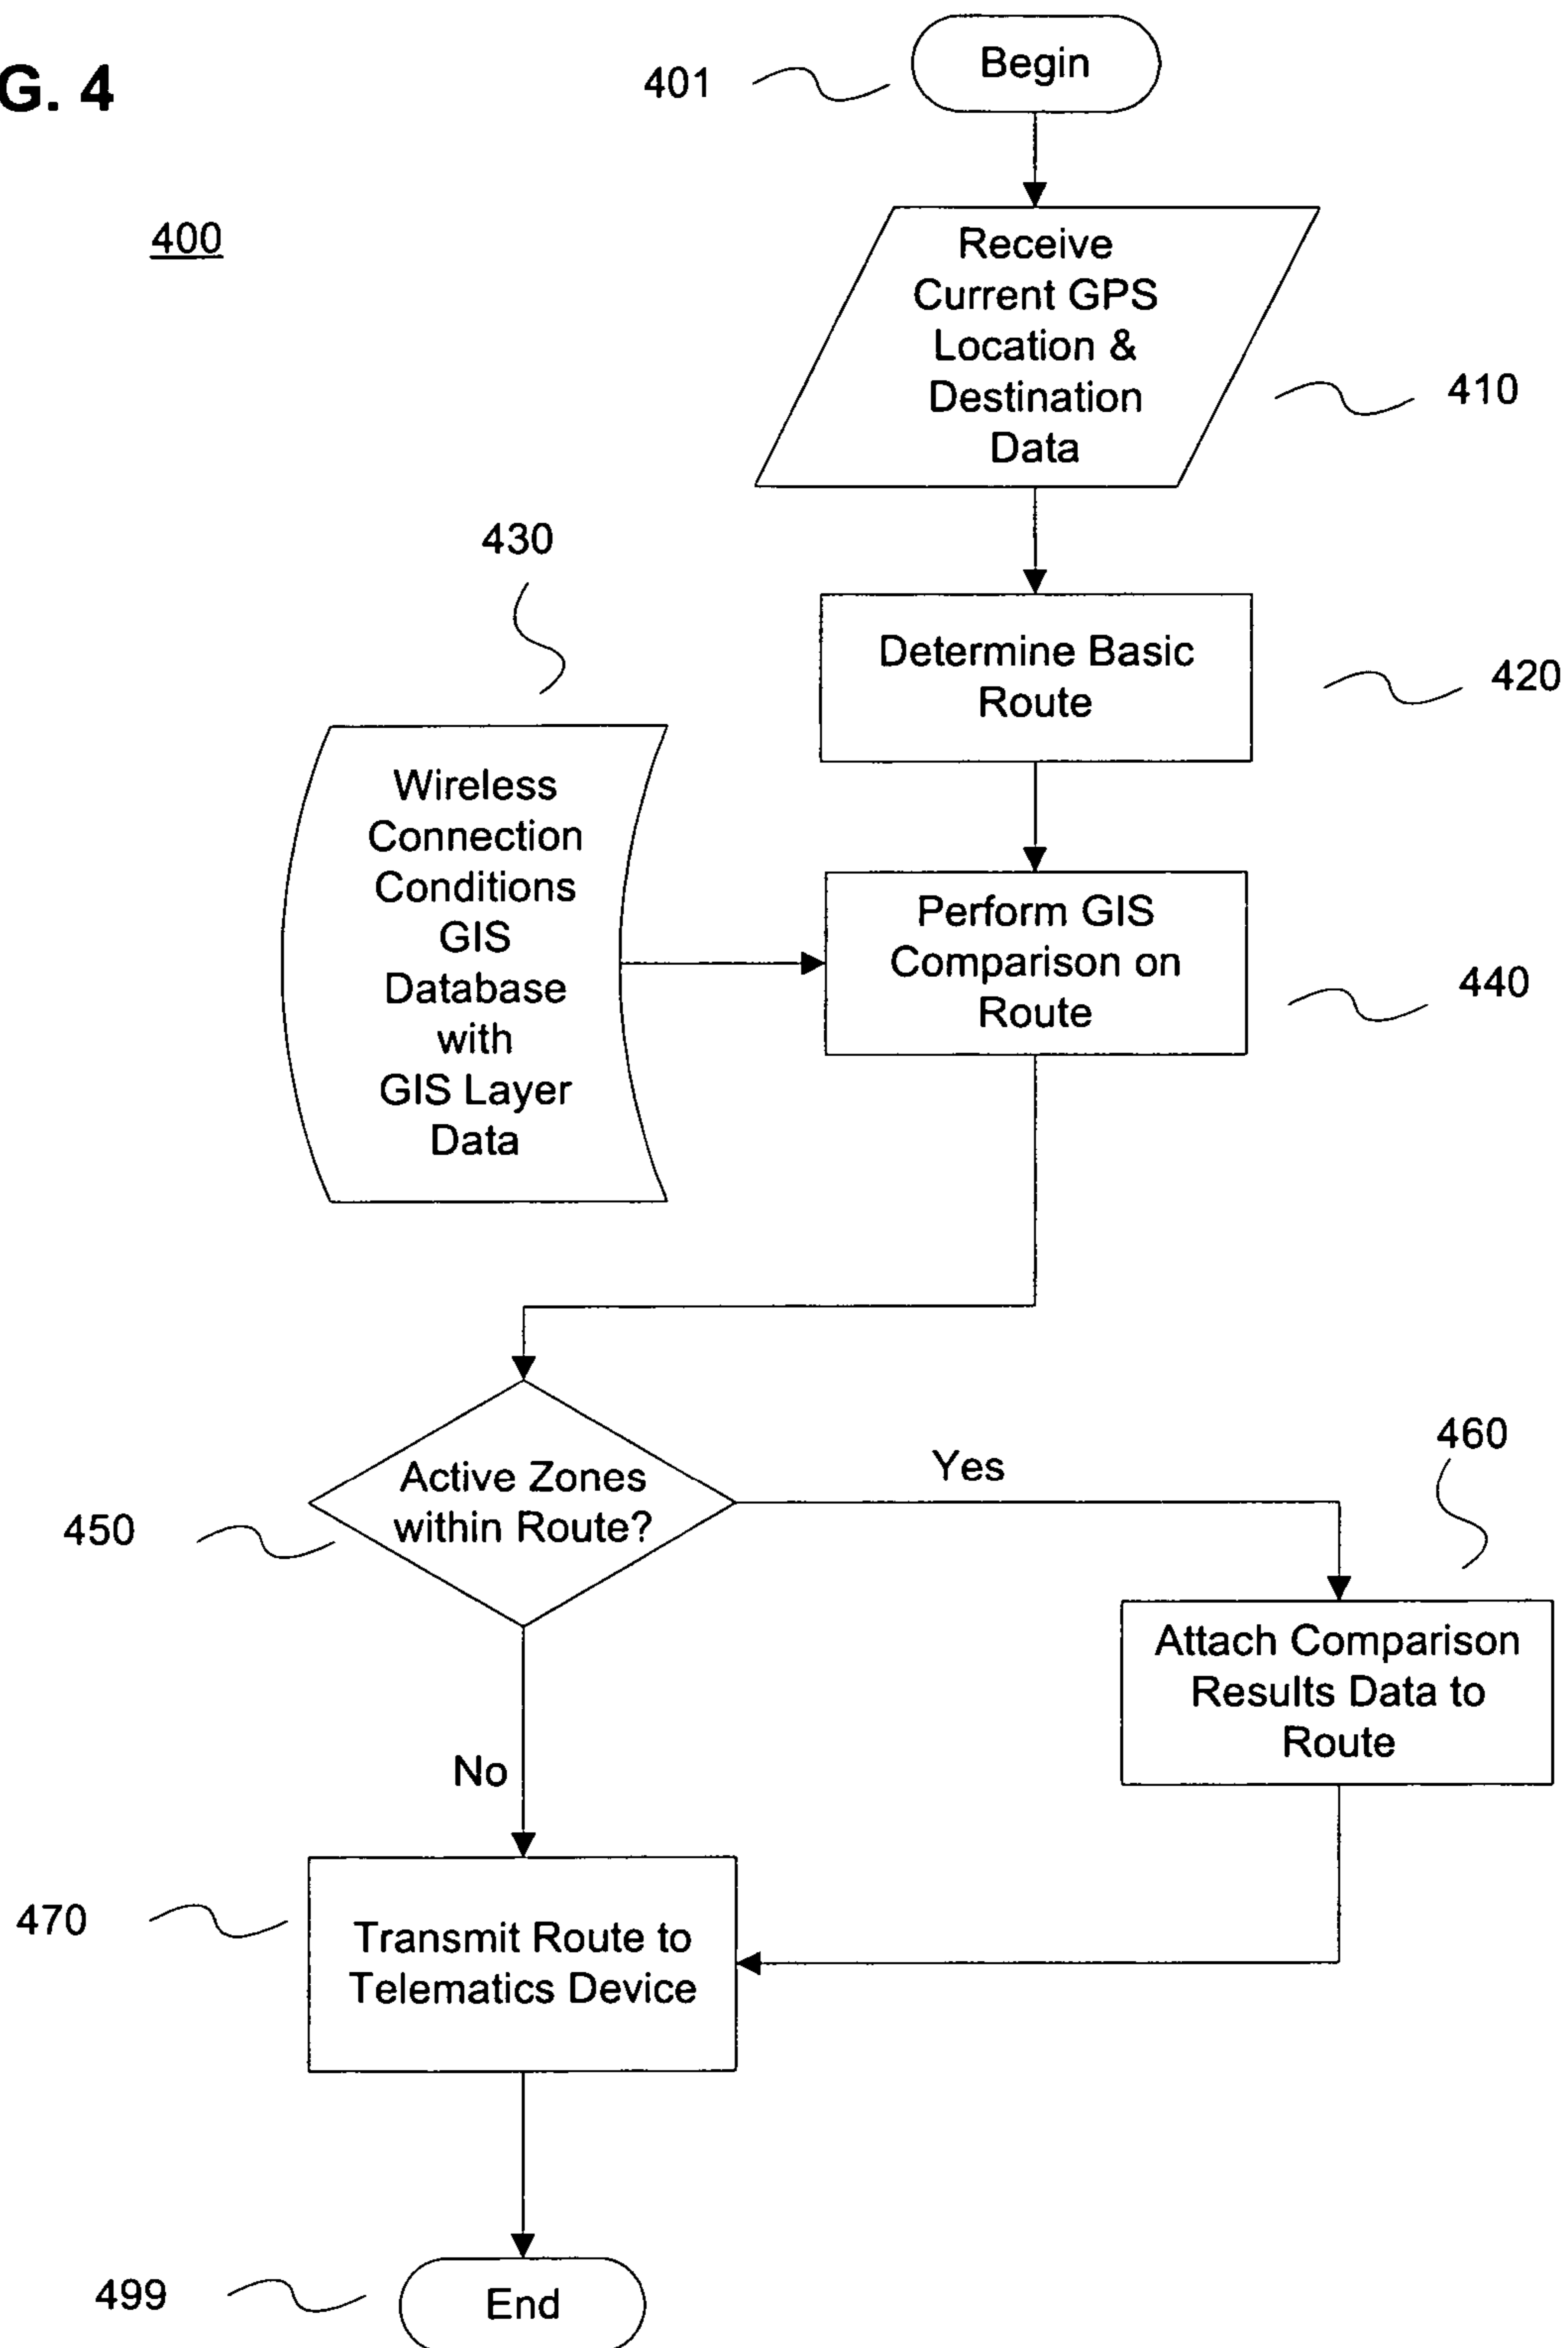 G. 4
401
Begin
400
Receive
Current GPS
Location &
Destination
Data
410
430
Determine Basic
Route
420
Wireless
Connection
Conditions
GIS
Database
with
GIS Layer
Data
Perform GIS
Comparison on
Route
440
Active Zones
within Route?
450
Yes
460
Attach Comparison
Results Data to
Route
No
470
Transmit Route to
Telematics Device
499
End